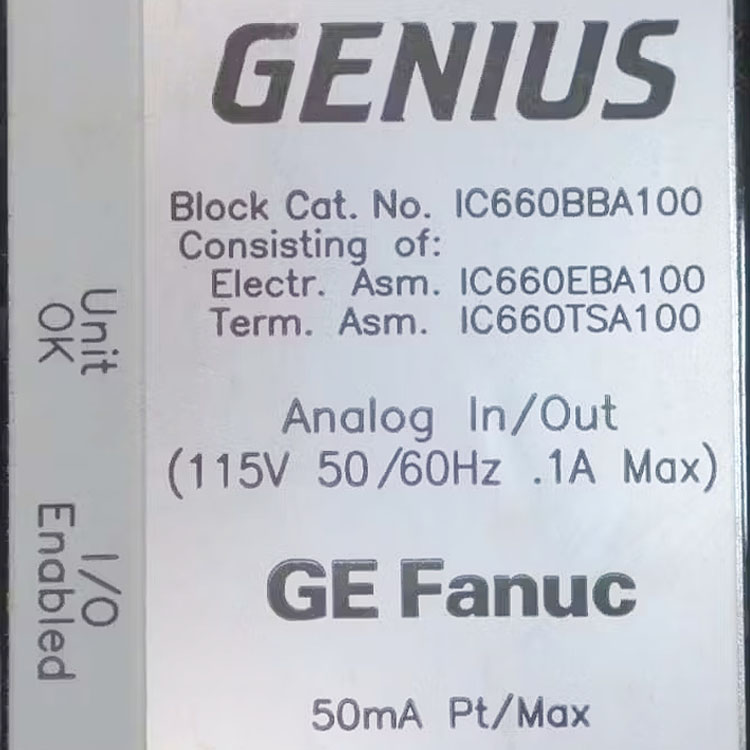 GENIUS
Block Cat. No. IC660BBA100
Consisting of:
Electr. Asm. IC660EBA100
Term. Asm. IC660TSA100
Analog In/Out
(115V 50/60Hz .1A Max)
GE Fanuc
50mA Pt/Max
Unit
OK
I/O
Enabled